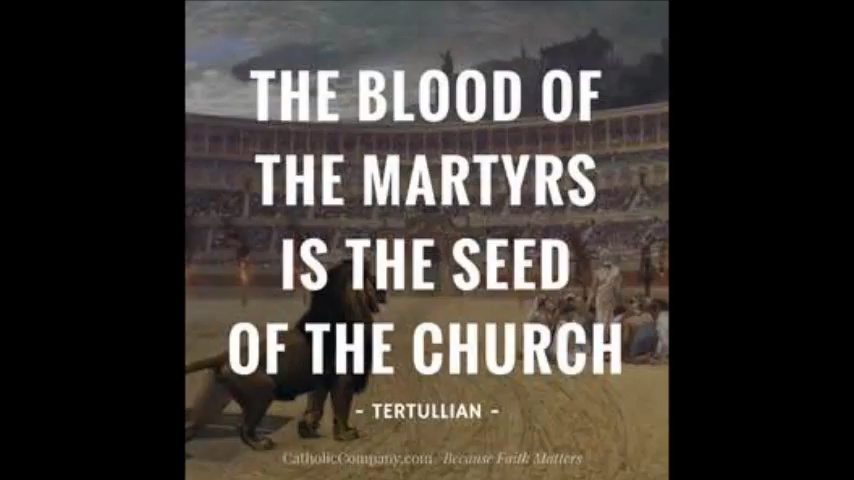 THE BLOOD OF
THE MARTYRS
IS THE SEED
OF THE CHURCH
- TERTULLIAN -
CatholicCompany.com Because Faith Matters